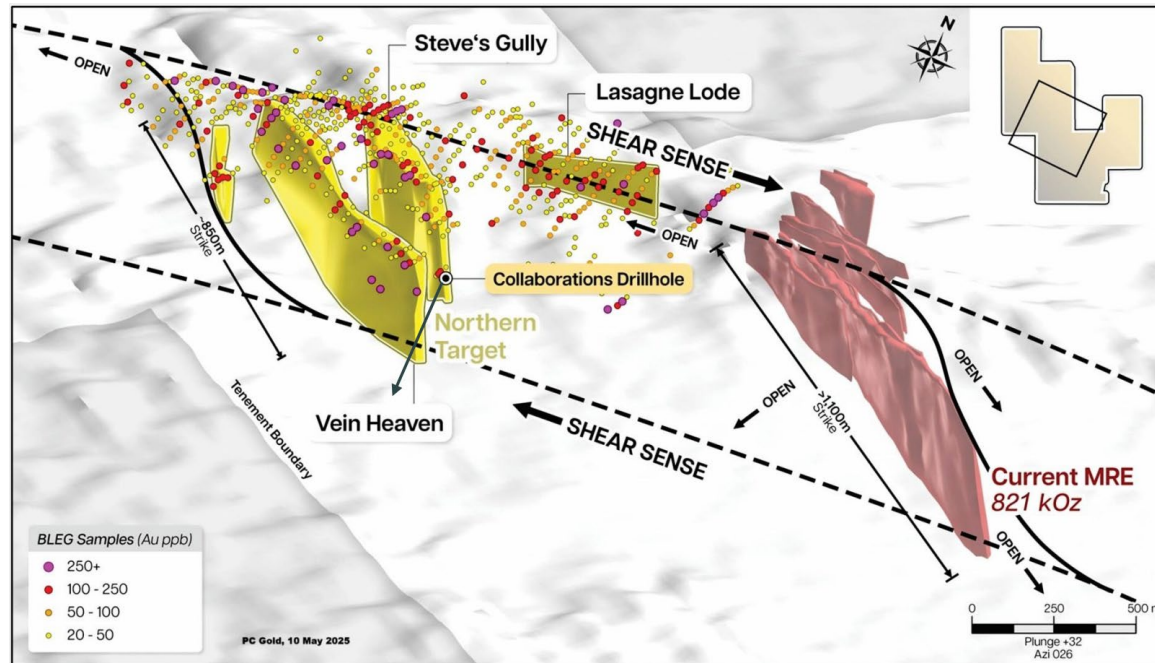 N
Steve's Gully
OPEN
Lasagne Lode
SHEAR SENSE
~850m
Strike
OPEN
Collaborations Drillhole
Northern
Target
OPEN
>1,100m
Strike
OPEN
Vein Heaven
Tenement Boundary
SHEAR SENSE
Current MRE
821 kOz
OPEN
BLEG Samples (Au ppb)
250+
100 - 250
50 - 100
20 - 50
PC Gold, 10 May 2025
0 250 500 m
Plunge +32
Azi 026